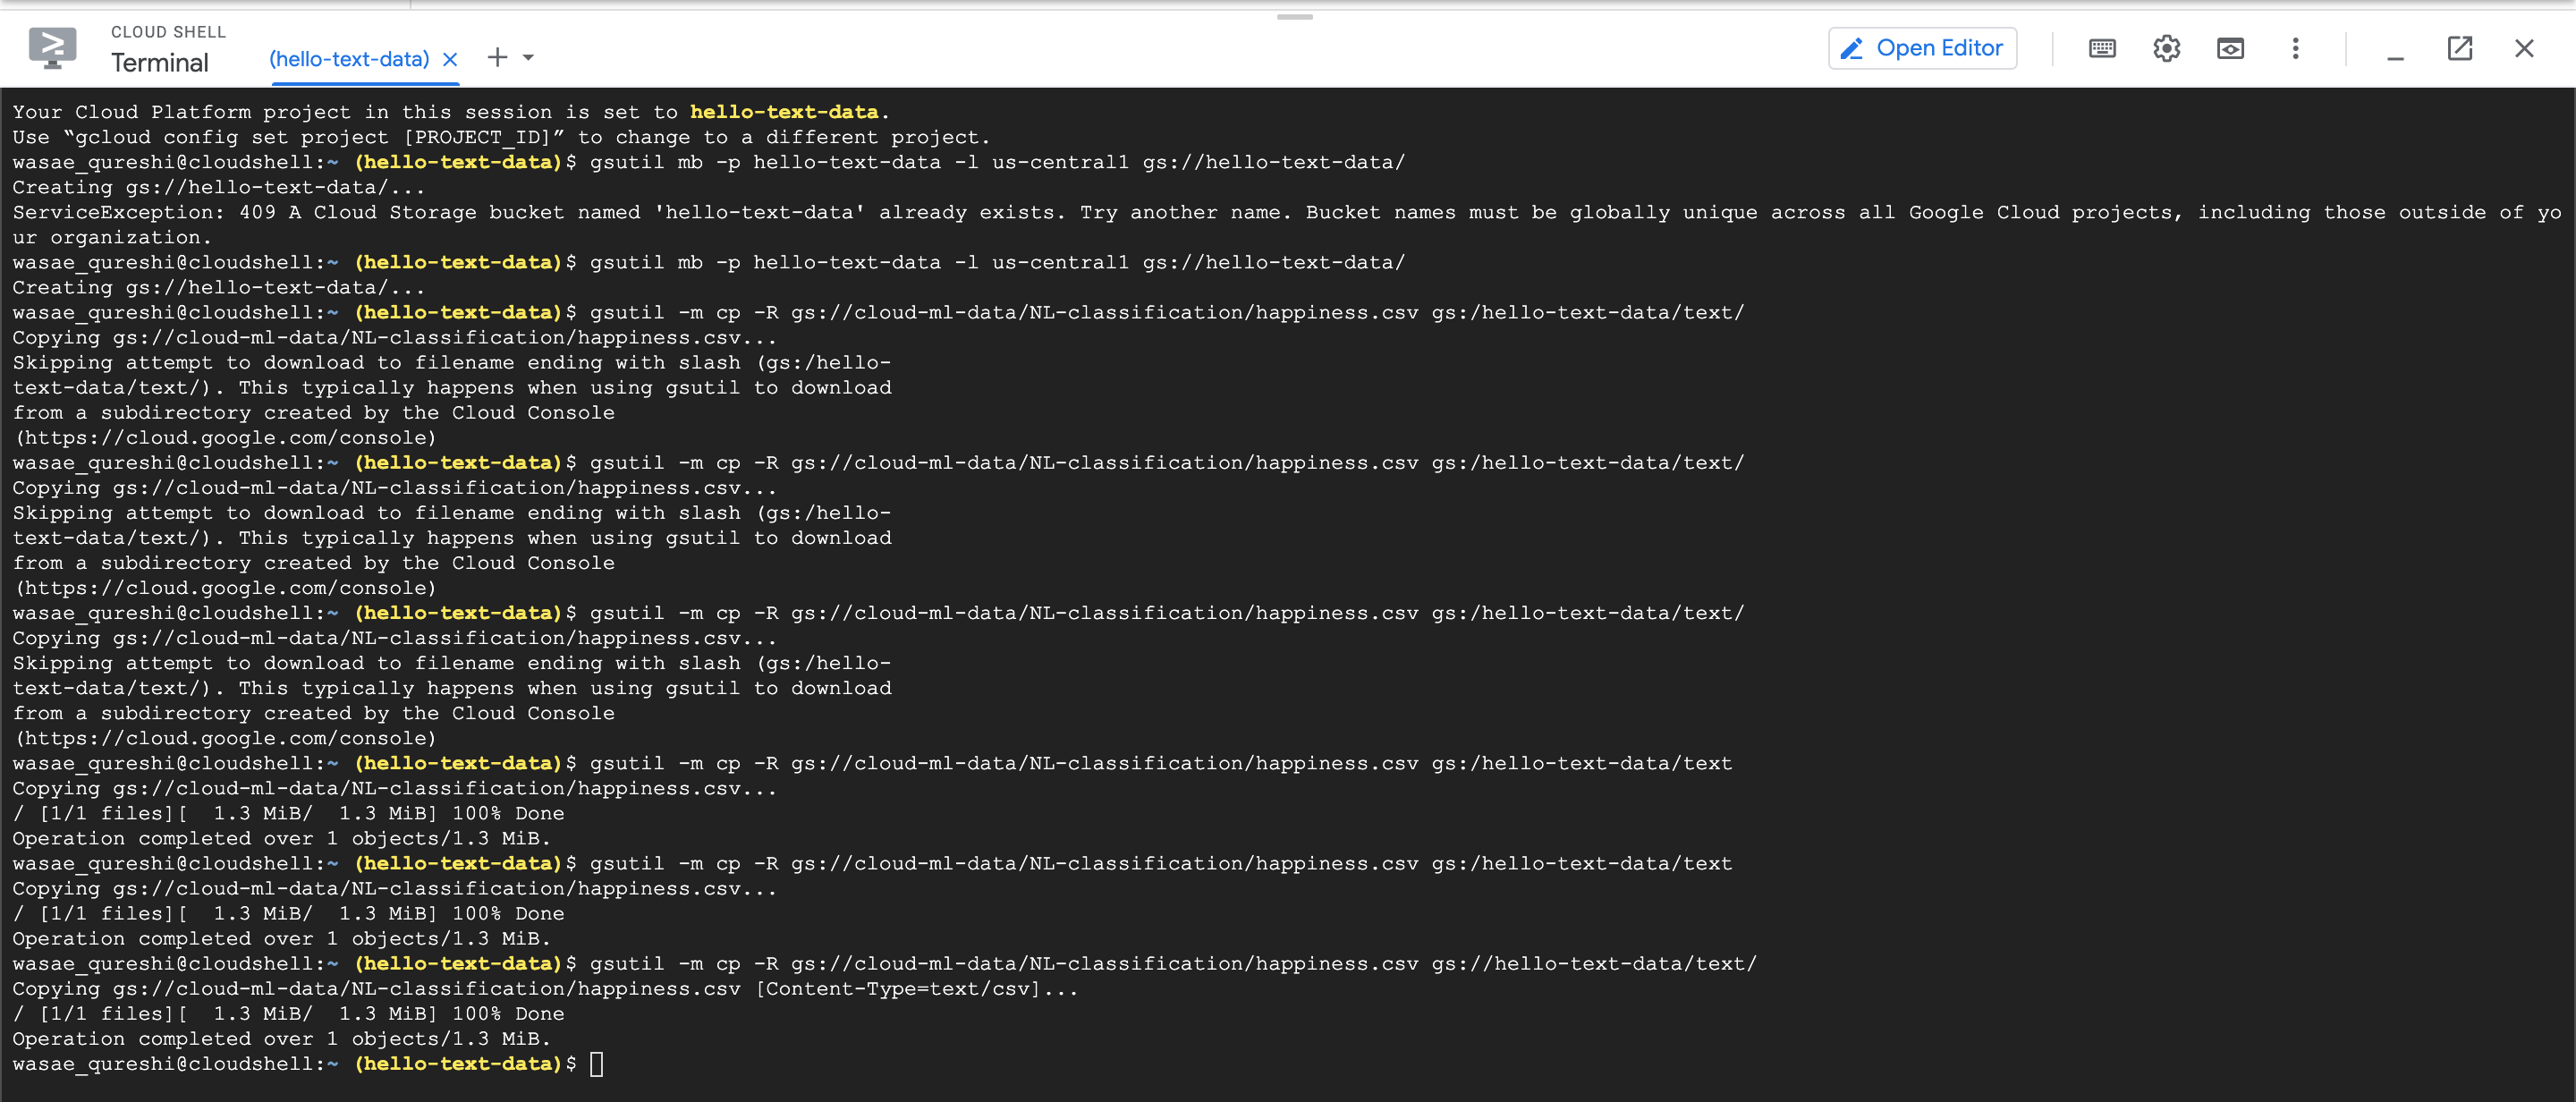 CLOUD SHELL
Terminal
(hello-text-data)
Open Editor
Your Cloud Platform project in this session is set to hello-text-data.
Use “gcloud config set project [PROJECT_ID]” to change to a different project.
wasae_qureshi@cloudshell:~ (hello-text-data)$ gsutil mb -p hello-text-data -l us-central1 gs://hello-text-data/
Creating gs://hello-text-data/...
ServiceException: 409 A Cloud Storage bucket named 'hello-text-data' already exists. Try another name. Bucket names must be globally unique across all Google Cloud projects, including those outside of yo
ur organization.
wasae_qureshi@cloudshell:~ (hello-text-data)$ gsutil mb -p hello-text-data -l us-central1 gs://hello-text-data/
Creating gs://hello-text-data/...
wasae_qureshi@cloudshell:~ (hello-text-data)$ gsutil -m cp -R gs://cloud-ml-data/NL-classification/happiness.csv gs:/hello-text-data/text/
Copying gs://cloud-ml-data/NL-classification/happiness.csv...
Skipping attempt to download to filename ending with slash (gs:/hello-
text-data/text/). This typically happens when using gsutil to download
from a subdirectory created by the Cloud Console
(https://cloud.google.com/console)
wasae_qureshi@cloudshell:~ (hello-text-data)$ gsutil -m cp -R gs://cloud-ml-data/NL-classification/happiness.csv gs:/hello-text-data/text/
Copying gs://cloud-ml-data/NL-classification/happiness.csv...
Skipping attempt to download to filename ending with slash (gs:/hello-
text-data/text/). This typically happens when using gsutil to download
from a subdirectory created by the Cloud Console
(https://cloud.google.com/console)
wasae_qureshi@cloudshell:~ (hello-text-data)$ gsutil -m cp -R gs://cloud-ml-data/NL-classification/happiness.csv gs:/hello-text-data/text/
Copying gs://cloud-ml-data/NL-classification/happiness.csv...
Skipping attempt to download to filename ending with slash (gs:/hello-
text-data/text/). This typically happens when using gsutil to download
from a subdirectory created by the Cloud Console
(https://cloud.google.com/console)
wasae_qureshi@cloudshell:~ (hello-text-data)$ gsutil -m cp -R gs://cloud-ml-data/NL-classification/happiness.csv gs:/hello-text-data/text
Copying gs://cloud-ml-data/NL-classification/happiness.csv...
/ [1/1 files][  1.3 MiB/  1.3 MiB] 100% Done
Operation completed over 1 objects/1.3 MiB.
wasae_qureshi@cloudshell:~ (hello-text-data)$ gsutil -m cp -R gs://cloud-ml-data/NL-classification/happiness.csv gs:/hello-text-data/text
Copying gs://cloud-ml-data/NL-classification/happiness.csv...
/ [1/1 files][  1.3 MiB/  1.3 MiB] 100% Done
Operation completed over 1 objects/1.3 MiB.
wasae_qureshi@cloudshell:~ (hello-text-data)$ gsutil -m cp -R gs://cloud-ml-data/NL-classification/happiness.csv gs://hello-text-data/text/
Copying gs://cloud-ml-data/NL-classification/happiness.csv [Content-Type=text/csv]...
/ [1/1 files][  1.3 MiB/  1.3 MiB] 100% Done
Operation completed over 1 objects/1.3 MiB.
wasae_qureshi@cloudshell:~ (hello-text-data)$